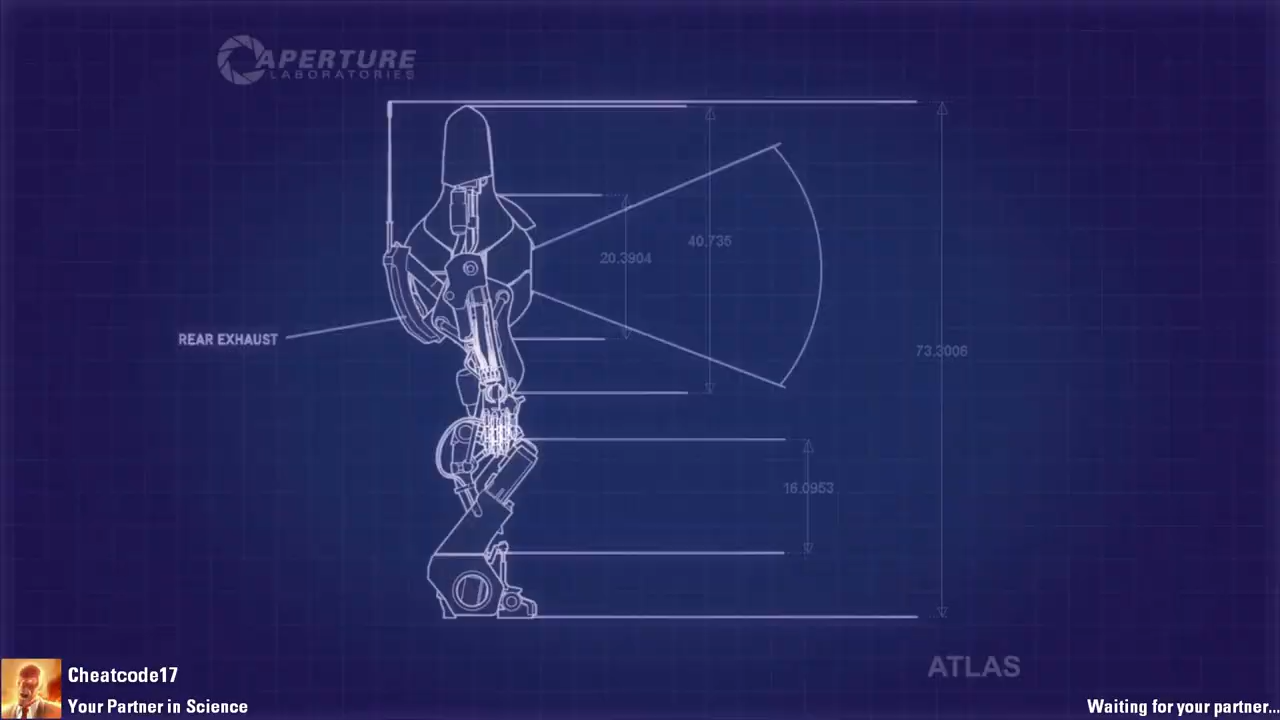 APERTURE
LABORATORIES
40.735
20.3904
REAR EXHAUST
73.3006
16.0953
ATLAS
Cheatcode17
Your Partner in Science
Waiting for your partner...